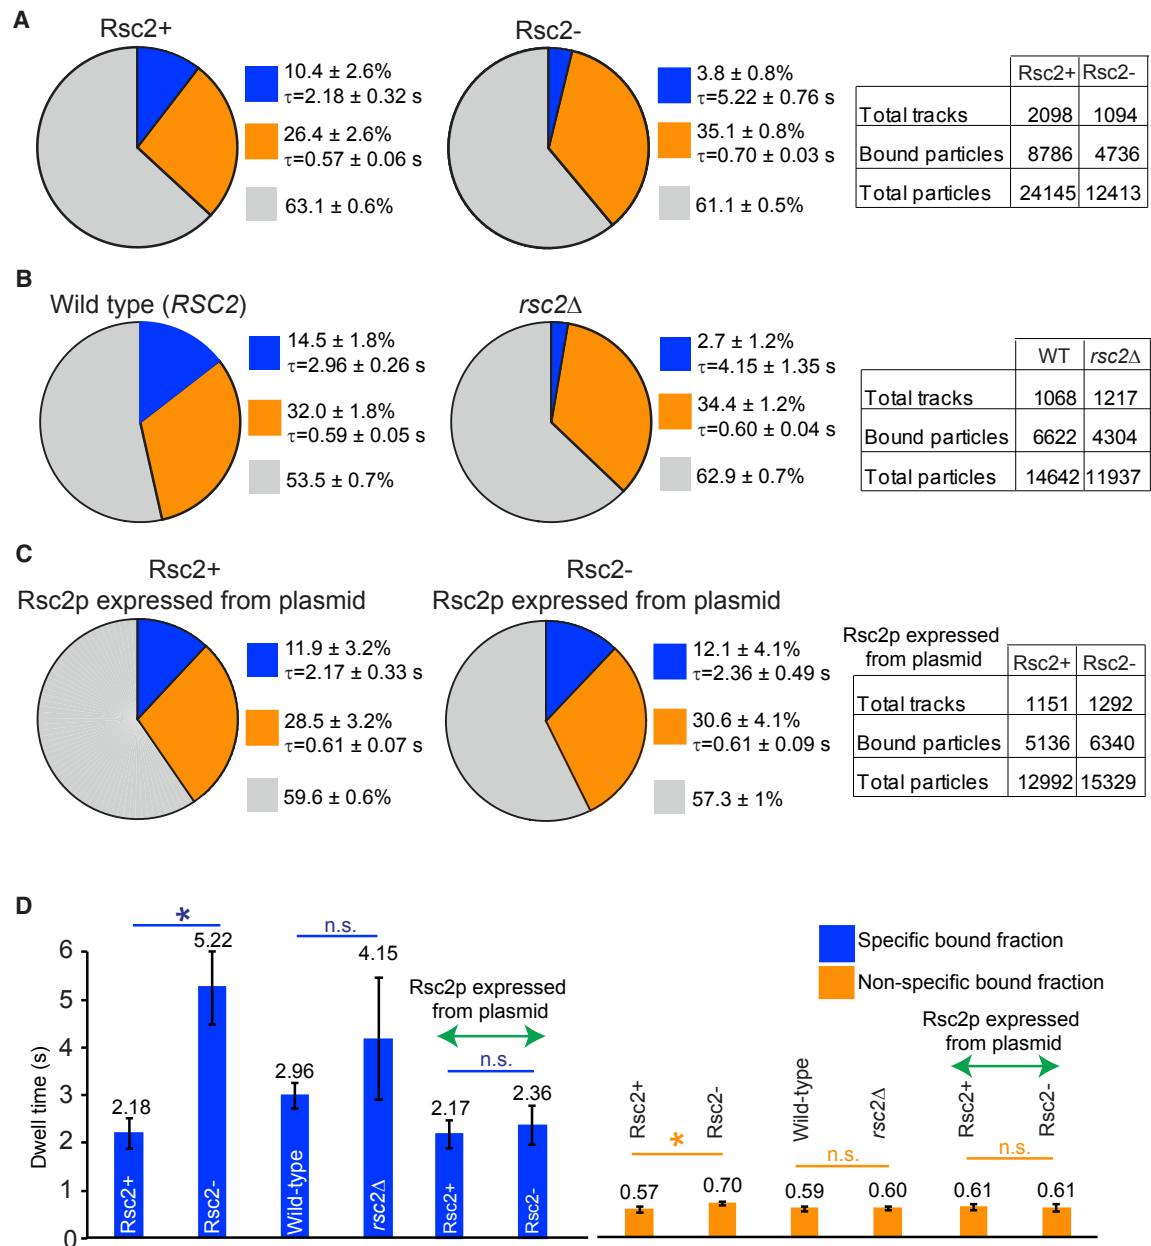 A
Rsc2+
10.4 ± 2.6%
τ=2.18 ± 0.32 s
26.4 ± 2.6%
τ=0.57 ± 0.06 s
63.1 ± 0.6%
Rsc2-
3.8 ± 0.8%
τ=5.22 ± 0.76 s
35.1 ± 0.8%
τ=0.70 ± 0.03 s
61.1 ± 0.5%
Rsc2+ Rsc2-
Total tracks 2098 1094
Bound particles 8786 4736
Total particles 24145 12413
B
Wild type (RSC2)
14.5 ± 1.8%
τ=2.96 ± 0.26 s
32.0 ± 1.8%
τ=0.59 ± 0.05 s
53.5 ± 0.7%
rsc2Δ
2.7 ± 1.2%
τ=4.15 ± 1.35 s
34.4 ± 1.2%
τ=0.60 ± 0.04 s
62.9 ± 0.7%
WT rsc2Δ
Total tracks 1068 1217
Bound particles 6622 4304
Total particles 14642 11937
C
Rsc2+
Rsc2p expressed from plasmid
11.9 ± 3.2%
τ=2.17 ± 0.33 s
28.5 ± 3.2%
τ=0.61 ± 0.07 s
59.6 ± 0.6%
Rsc2-
Rsc2p expressed from plasmid
12.1 ± 4.1%
τ=2.36 ± 0.49 s
30.6 ± 4.1%
τ=0.61 ± 0.09 s
57.3 ± 1%
Rsc2p expressed
from plasmid
Rsc2+ Rsc2-
Total tracks 1151 1292
Bound particles 5136 6340
Total particles 12992 15329
D
Dwell time (s)
6
5
4
3
2
1
0
*
n.s.
Rsc2p expressed
from plasmid
n.s.
2.18
5.22
2.96
4.15
2.17
2.36
Rsc2+
Rsc2-
Wild-type
rsc2Δ
Rsc2+
Rsc2-
Specific bound fraction
Non-specific bound fraction
Rsc2p expressed
from plasmid
Rsc2+
Rsc2-
Wild-type
rsc2Δ
Rsc2+
Rsc2-
*
n.s.
n.s.
0.57
0.70
0.59
0.60
0.61
0.61